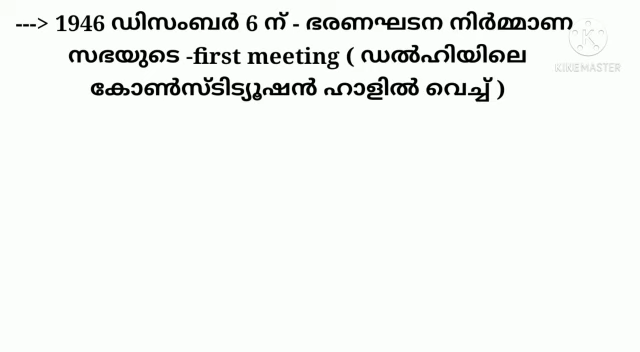 ---> 1946 ഡിസംബർ 6 ന് - ഭരണഘടന നിർമ്മാണ
സഭയുടെ -first meeting ( ഡൽഹിയിലെ
കോൺസ്ടിട്യൂഷൻ ഹാളിൽ വെച്ച് )
KINEMASTER